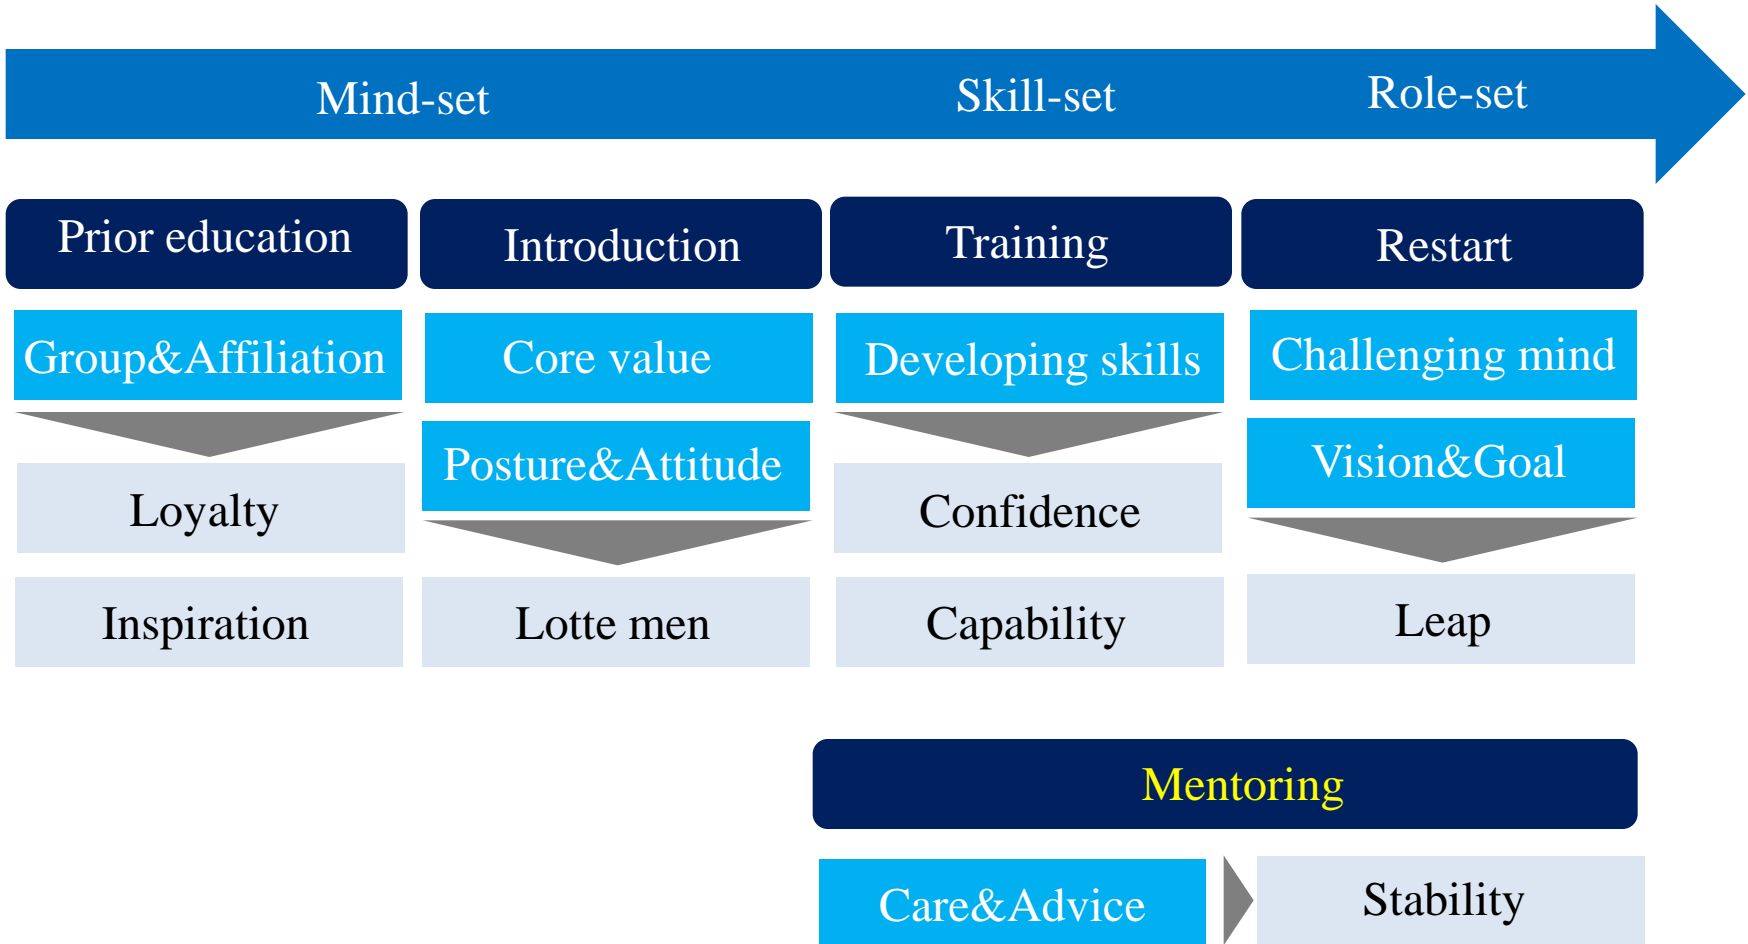 Mind-set
Skill-set
Role-set
Prior education
Introduction
Training
Restart
Group&Affiliation
Core value
Developing skills
Challenging mind
Posture&Attitude
Vision&Goal
Loyalty
Confidence
Inspiration
Lotte men
Capability
Leap
Mentoring
Care&Advice
Stability